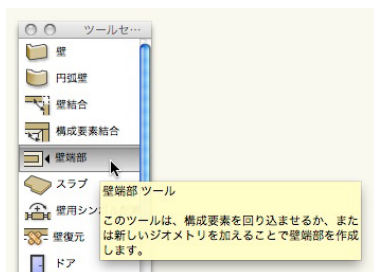 ツールセ…
壁
円弧壁
壁結合
構成要素結合
壁端部
スラブ
壁端部 ツール
壁用シン
このツールは、構成要素を回り込ませるか、また
は新しいジオメトリを加えることで壁端部を作成
します。
壁復元
ドア